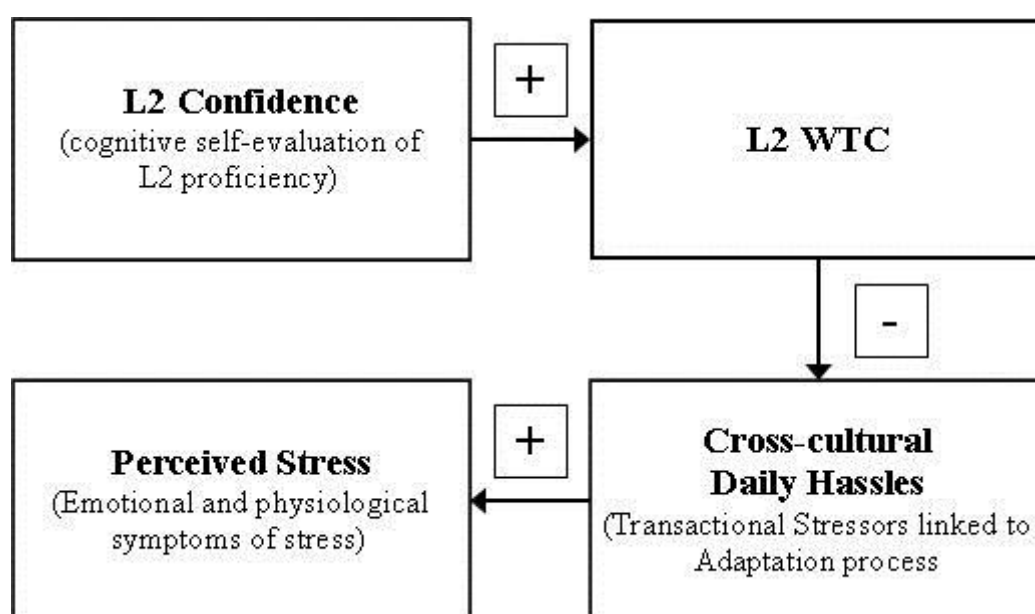 L2 Confidence
(cognitive self-evaluation of
L2 proficiency)
+
L2 WTC
-
Perceived Stress
(Emotional and physiological
symptoms of stress)
+
Cross-cultural
Daily Hassles
(Transactional Stressors linked to
Adaptation process